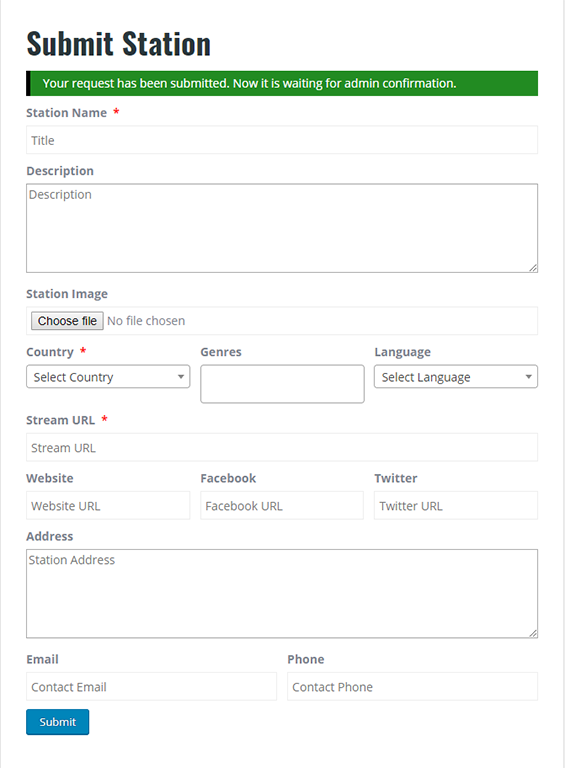 Submit Station
Your request has been submitted. Now it is waiting for admin confirmation.
Station Name *
Title
Description
Description
Station Image
Choose file No file chosen
Country * Genres Language
Select Country Select Language
Stream URL *
Stream URL
Website Facebook Twitter
Website URL Facebook URL Twitter URL
Address
Station Address
Email Phone
Contact Email Contact Phone
Submit